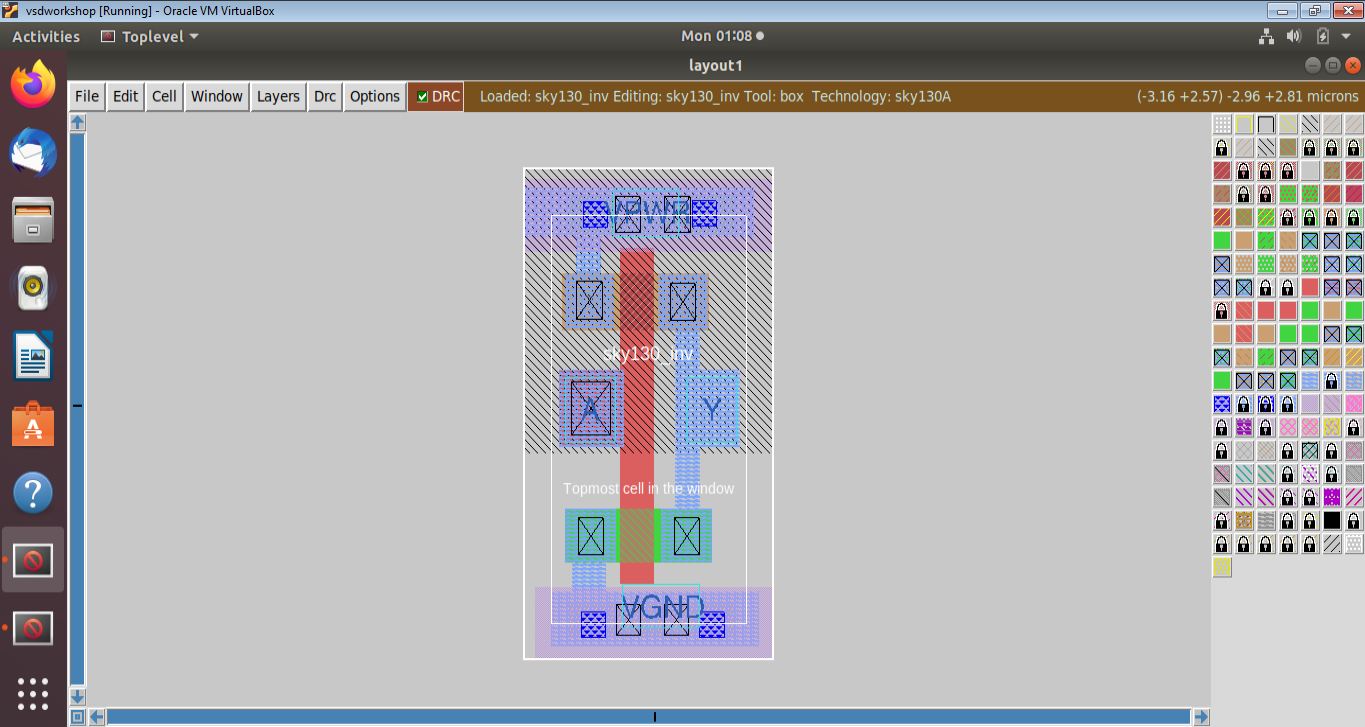 vsdworkshop [Running] - Oracle VM VirtualBox
Activities Toplevel Mon 01:08
layout1
File Edit Cell Window Layers Drc Options DRC Loaded: sky130_inv Editing: sky130_inv Tool: box Technology: sky130A (-3.16 +2.57) -2.96 +2.81 microns
VPWR
sky130_inv
A Y
Topmost cell in the window
VGND